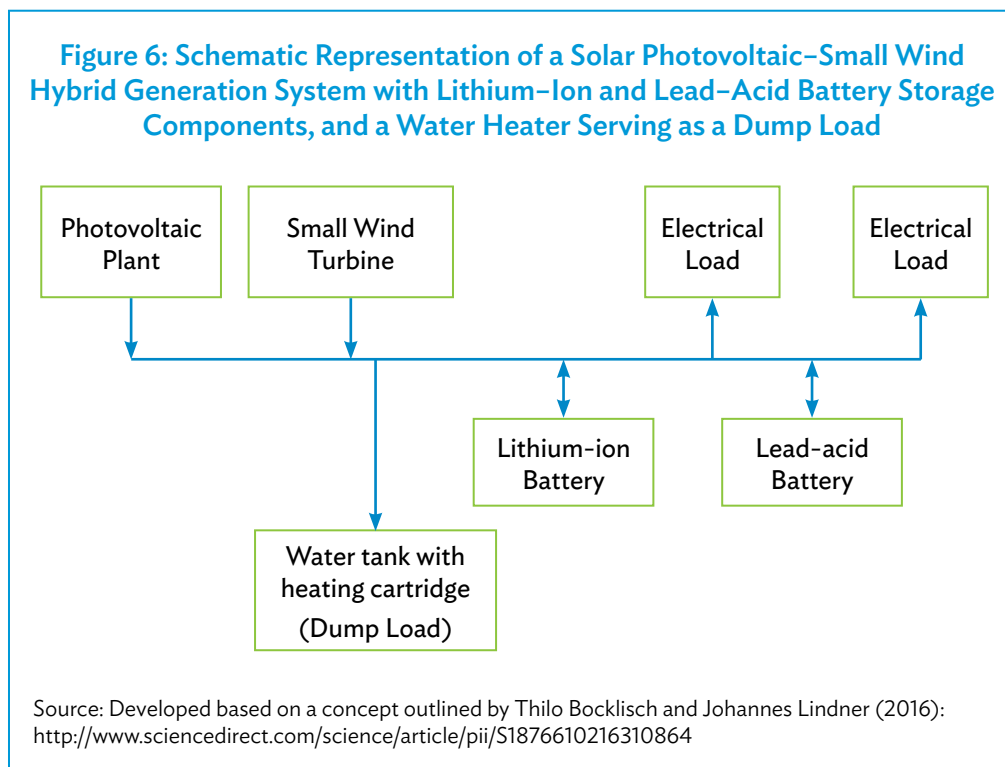 Figure 6: Schematic Representation of a Solar Photovoltaic–Small Wind
Hybrid Generation System with Lithium–Ion and Lead–Acid Battery Storage
Components, and a Water Heater Serving as a Dump Load
Photovoltaic
Plant
Small Wind
Turbine
Electrical
Load
Electrical
Load
Lithium-ion
Battery
Lead-acid
Battery
Water tank with
heating cartridge
(Dump Load)
Source: Developed based on a concept outlined by Thilo Bocklisch and Johannes Lindner (2016):
http://www.sciencedirect.com/science/article/pii/S1876610216310864